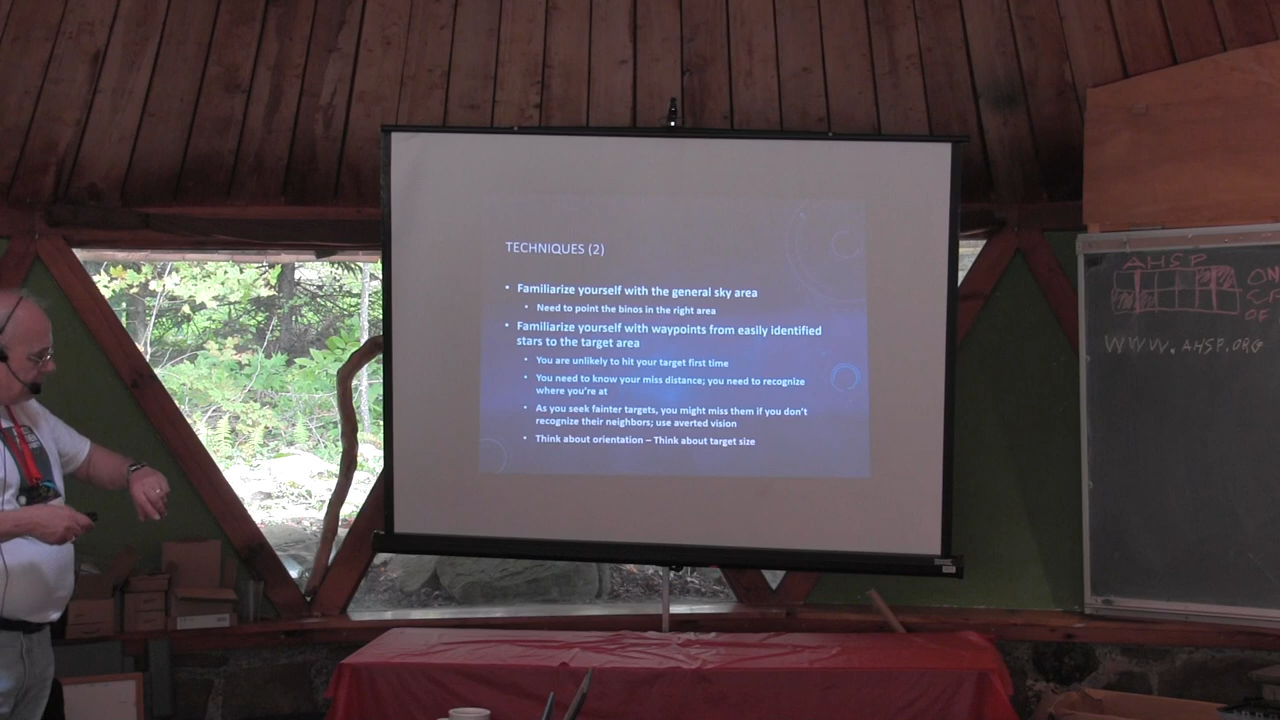 TECHNIQUES (2)
• Familiarize yourself with the general sky area
• Need to point the binos in the right area
• Familiarize yourself with waypoints from easily identified
stars to the target area
• You are unlikely to hit your target first time
• You need to know your miss distance; you need to recognize
where you're at
• As you seek fainter targets, you might miss them if you don't
recognize their neighbors; use averted vision
• Think about orientation – Think about target size
AHSP
ON
OF
WWW.AHSP.ORG